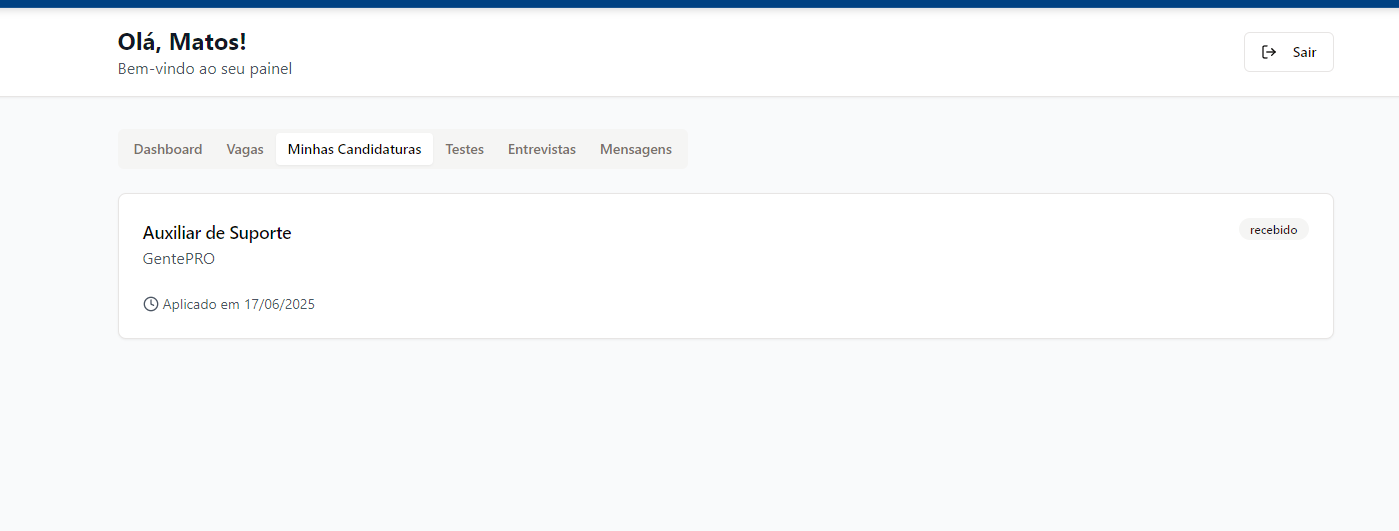 Olá, Matos!
Bem-vindo ao seu painel
Sair
Dashboard Vagas Minhas Candidaturas Testes Entrevistas Mensagens
Auxiliar de Suporte
recebido
GentePRO
Aplicado em 17/06/2025